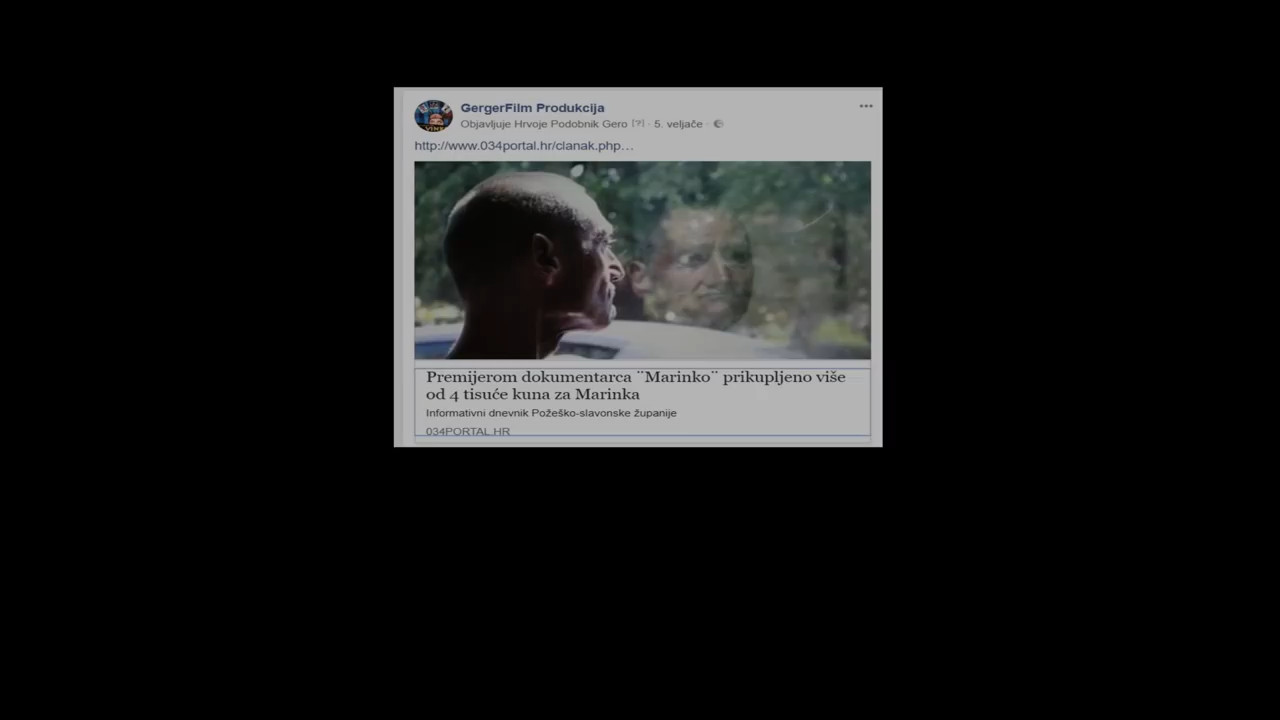 GergerFilm Produkcija
Objavljuje Hrvoje Podobnik Gero [?] · 5. veljače ·
http://www.034portal.hr/clanak.php...
Premijerom dokumentarca ¨Marinko¨ prikupljeno više
od 4 tisuće kuna za Marinka
Informativni dnevnik Požeško-slavonske županije
034PORTAL.HR